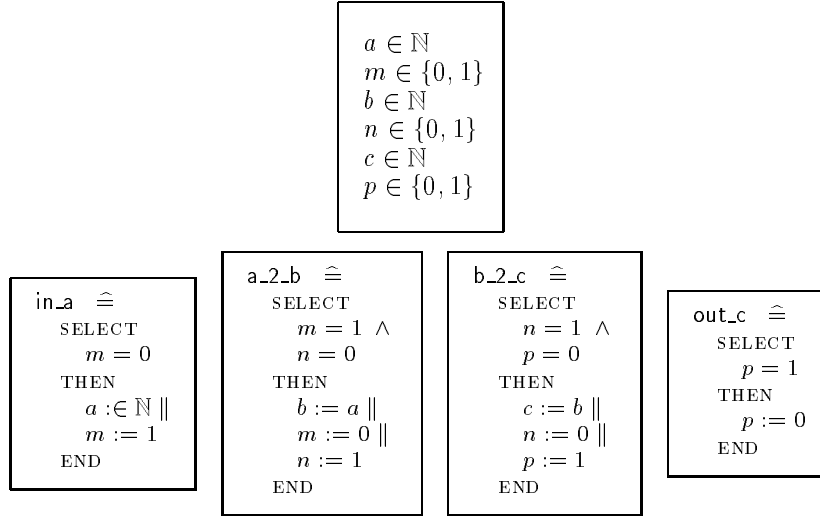 a ∈ ℕ
m ∈ {0, 1}
b ∈ ℕ
n ∈ {0, 1}
c ∈ ℕ
p ∈ {0, 1}
in_a ≙
SELECT
m = 0
THEN
a :∈ ℕ ||
m := 1
END
a_2_b ≙
SELECT
m = 1 ∧
n = 0
THEN
b := a ||
m := 0 ||
n := 1
END
b_2_c ≙
SELECT
n = 1 ∧
p = 0
THEN
c := b ||
n := 0 ||
p := 1
END
out_c ≙
SELECT
p = 1
THEN
p := 0
END